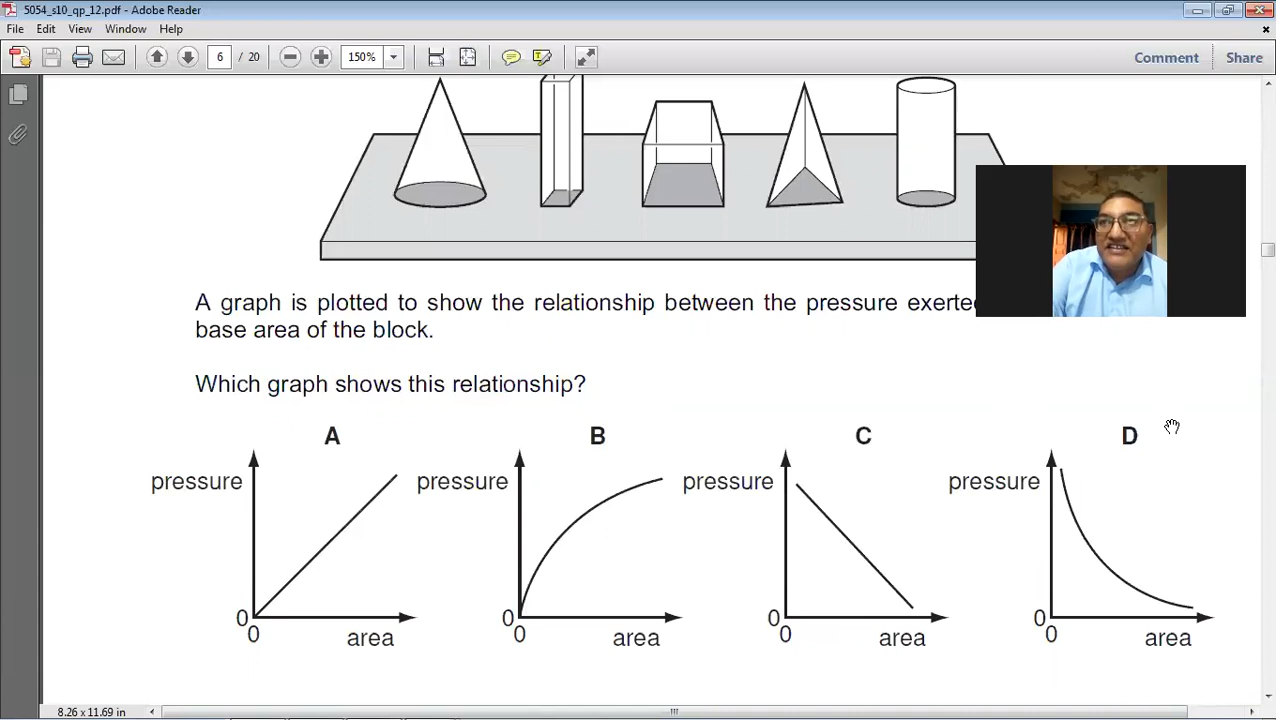 5054_s10_qp_12.pdf - Adobe Reader
File Edit View Window Help
6 / 20 150% Comment Share
A graph is plotted to show the relationship between the pressure exerted
base area of the block.
Which graph shows this relationship?
A B C D
pressure pressure pressure pressure
0 0 0 0
0 area 0 area 0 area 0 area
8.26 x 11.69 in